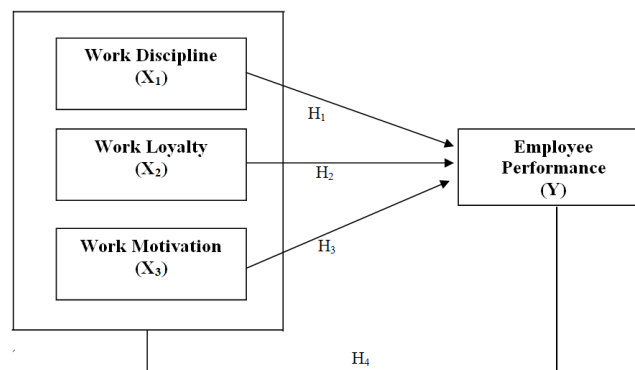 Work Discipline
(X₁)
H₁
Work Loyalty
(X₂)
H₂
Employee
Performance
(Y)
Work Motivation
(X₃)
H₃
H₄